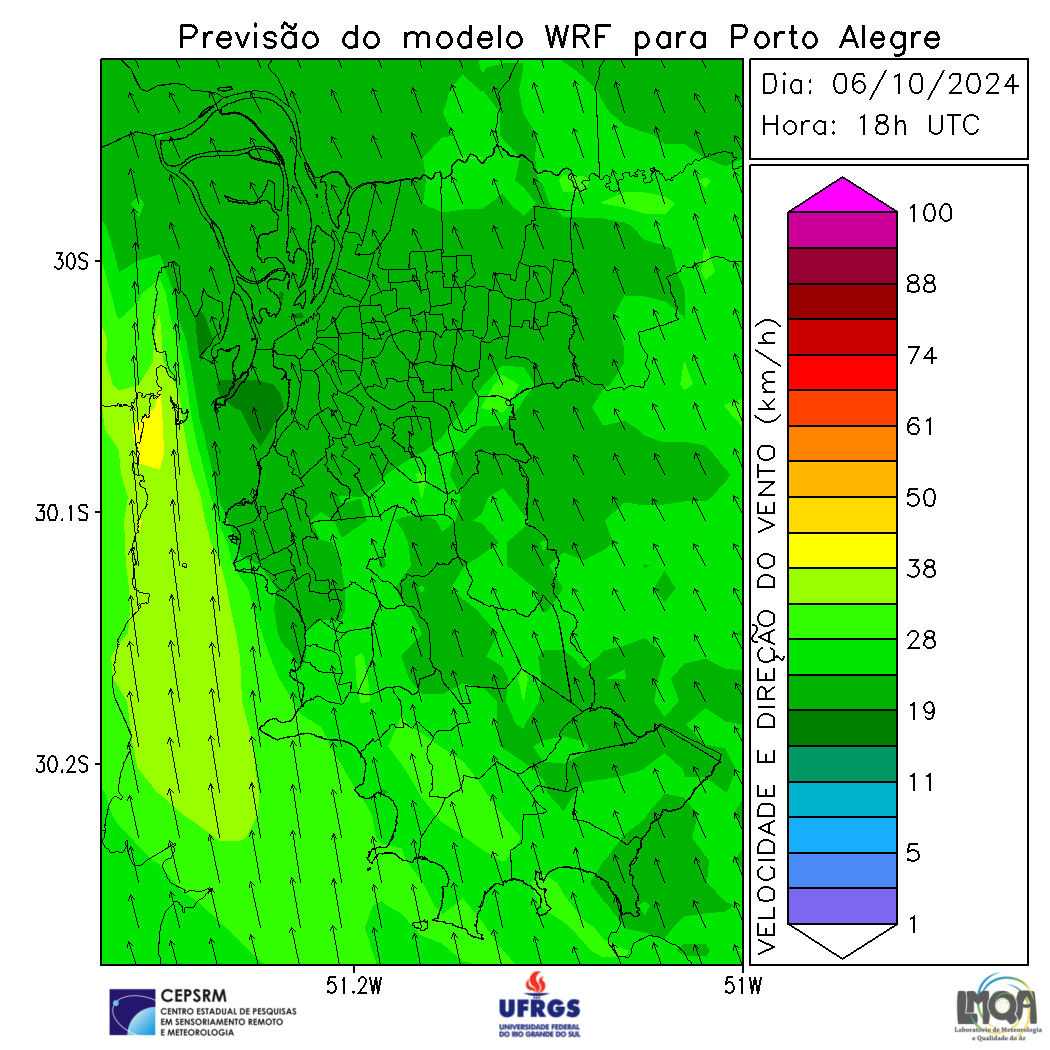 Previsão do modelo WRF para Porto Alegre
Dia: 06/10/2024
Hora: 18h UTC
30S
30.1S
30.2S
51.2W
51W
VELOCIDADE E DIREÇÃO DO VENTO (km/h)
100
88
74
61
50
38
28
19
11
5
1
CEPSRM
CENTRO ESTADUAL DE PESQUISAS
EM SENSORIAMENTO REMOTO
E METEOROLOGIA
UFRGS
UNIVERSIDADE FEDERAL
DO RIO GRANDE DO SUL
LMQA
Laboratório de Meteorologia
e Qualidade do Ar